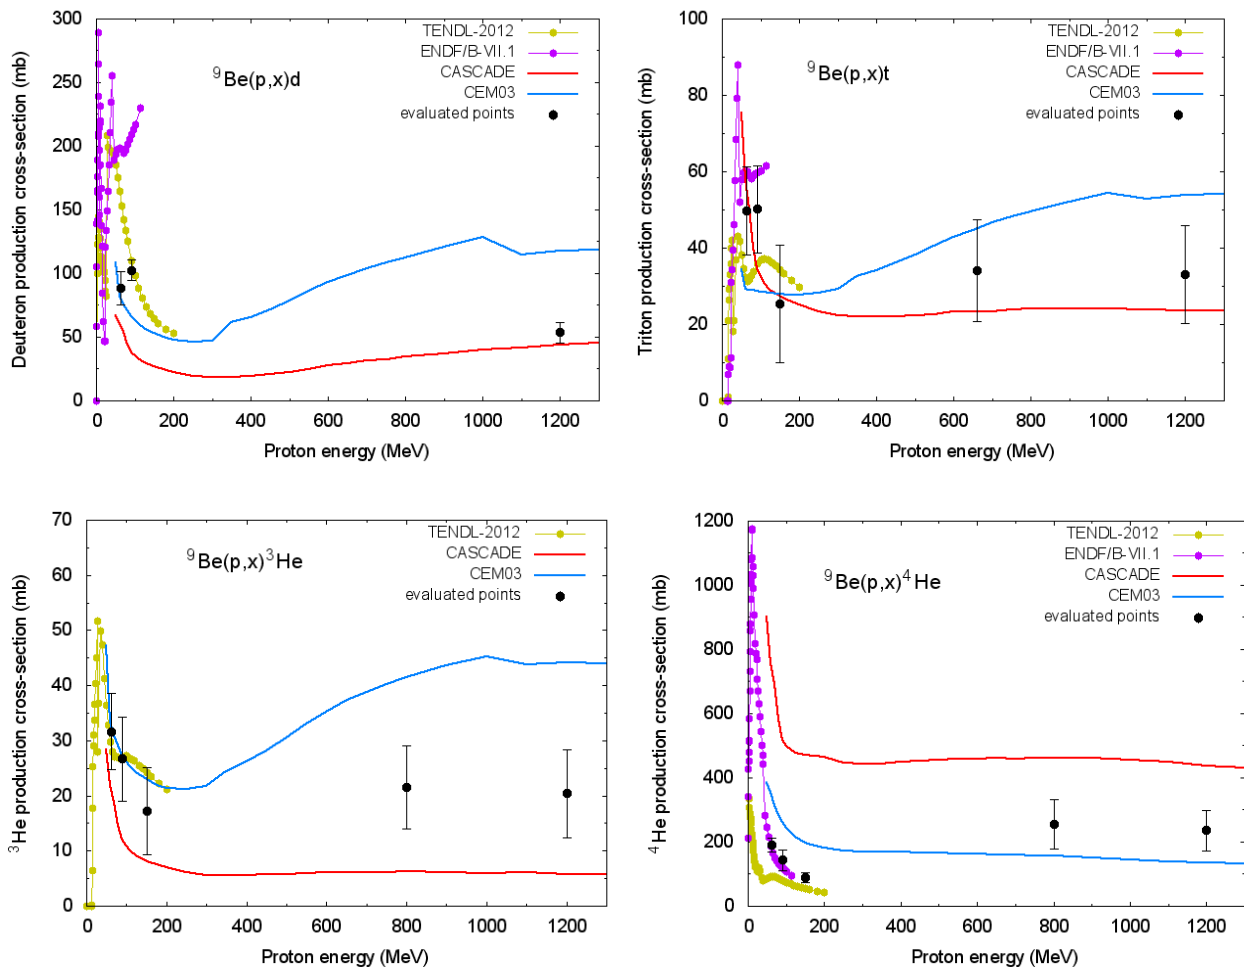 Deuteron production cross-section (mb)
300
250
200
150
100
50
0
0 200 400 600 800 1000 1200
Proton energy (MeV)
⁹Be(p,x)d
TENDL-2012
ENDF/B-VII.1
CASCADE
CEM03
evaluated points
Triton production cross-section (mb)
100
80
60
40
20
0
0 200 400 600 800 1000 1200
Proton energy (MeV)
⁹Be(p,x)t
TENDL-2012
ENDF/B-VII.1
CASCADE
CEM03
evaluated points
³He production cross-section (mb)
70
60
50
40
30
20
10
0
0 200 400 600 800 1000 1200
Proton energy (MeV)
⁹Be(p,x)³He
TENDL-2012
CASCADE
CEM03
evaluated points
⁴He production cross-section (mb)
1200
1000
800
600
400
200
0
0 200 400 600 800 1000 1200
Proton energy (MeV)
⁹Be(p,x)⁴He
TENDL-2012
ENDF/B-VII.1
CASCADE
CEM03
evaluated points